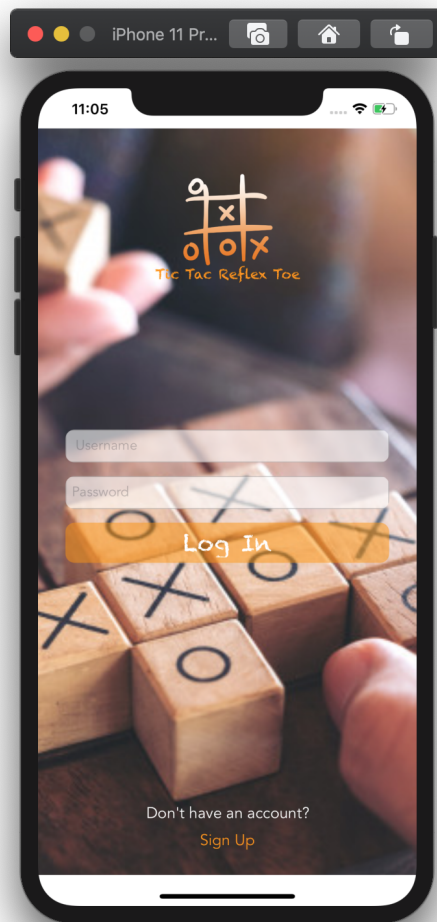 iPhone 11 Pr...
11:05
Tic Tac Reflex Toe
Username
Password
Log In
Don't have an account?
Sign Up